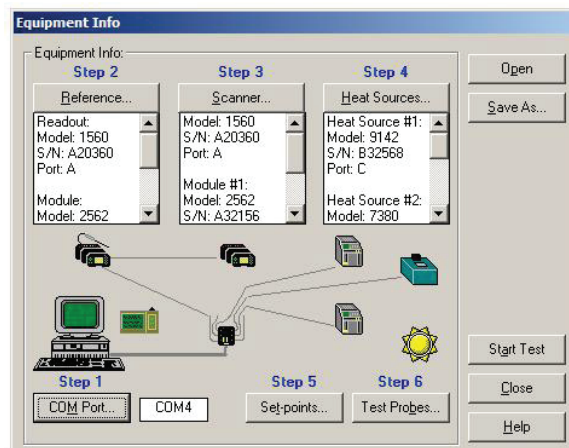 Equipment Info
Equipment Info:
Step 2
Reference...
Readout:
Model: 1560
S/N: A20360
Port: A
Module:
Model: 2562
Step 3
Scanner...
Model: 1560
S/N: A20360
Port: A
Module #1:
Model: 2562
S/N: A32156
Step 4
Heat Sources...
Heat Source #1:
Model: 9142
S/N: B32568
Port: C
Heat Source #2:
Model: 7380
Open
Save As...
Step 1
COM Port...
COM4
Step 5
Set-points...
Step 6
Test Probes...
Start Test
Close
Help